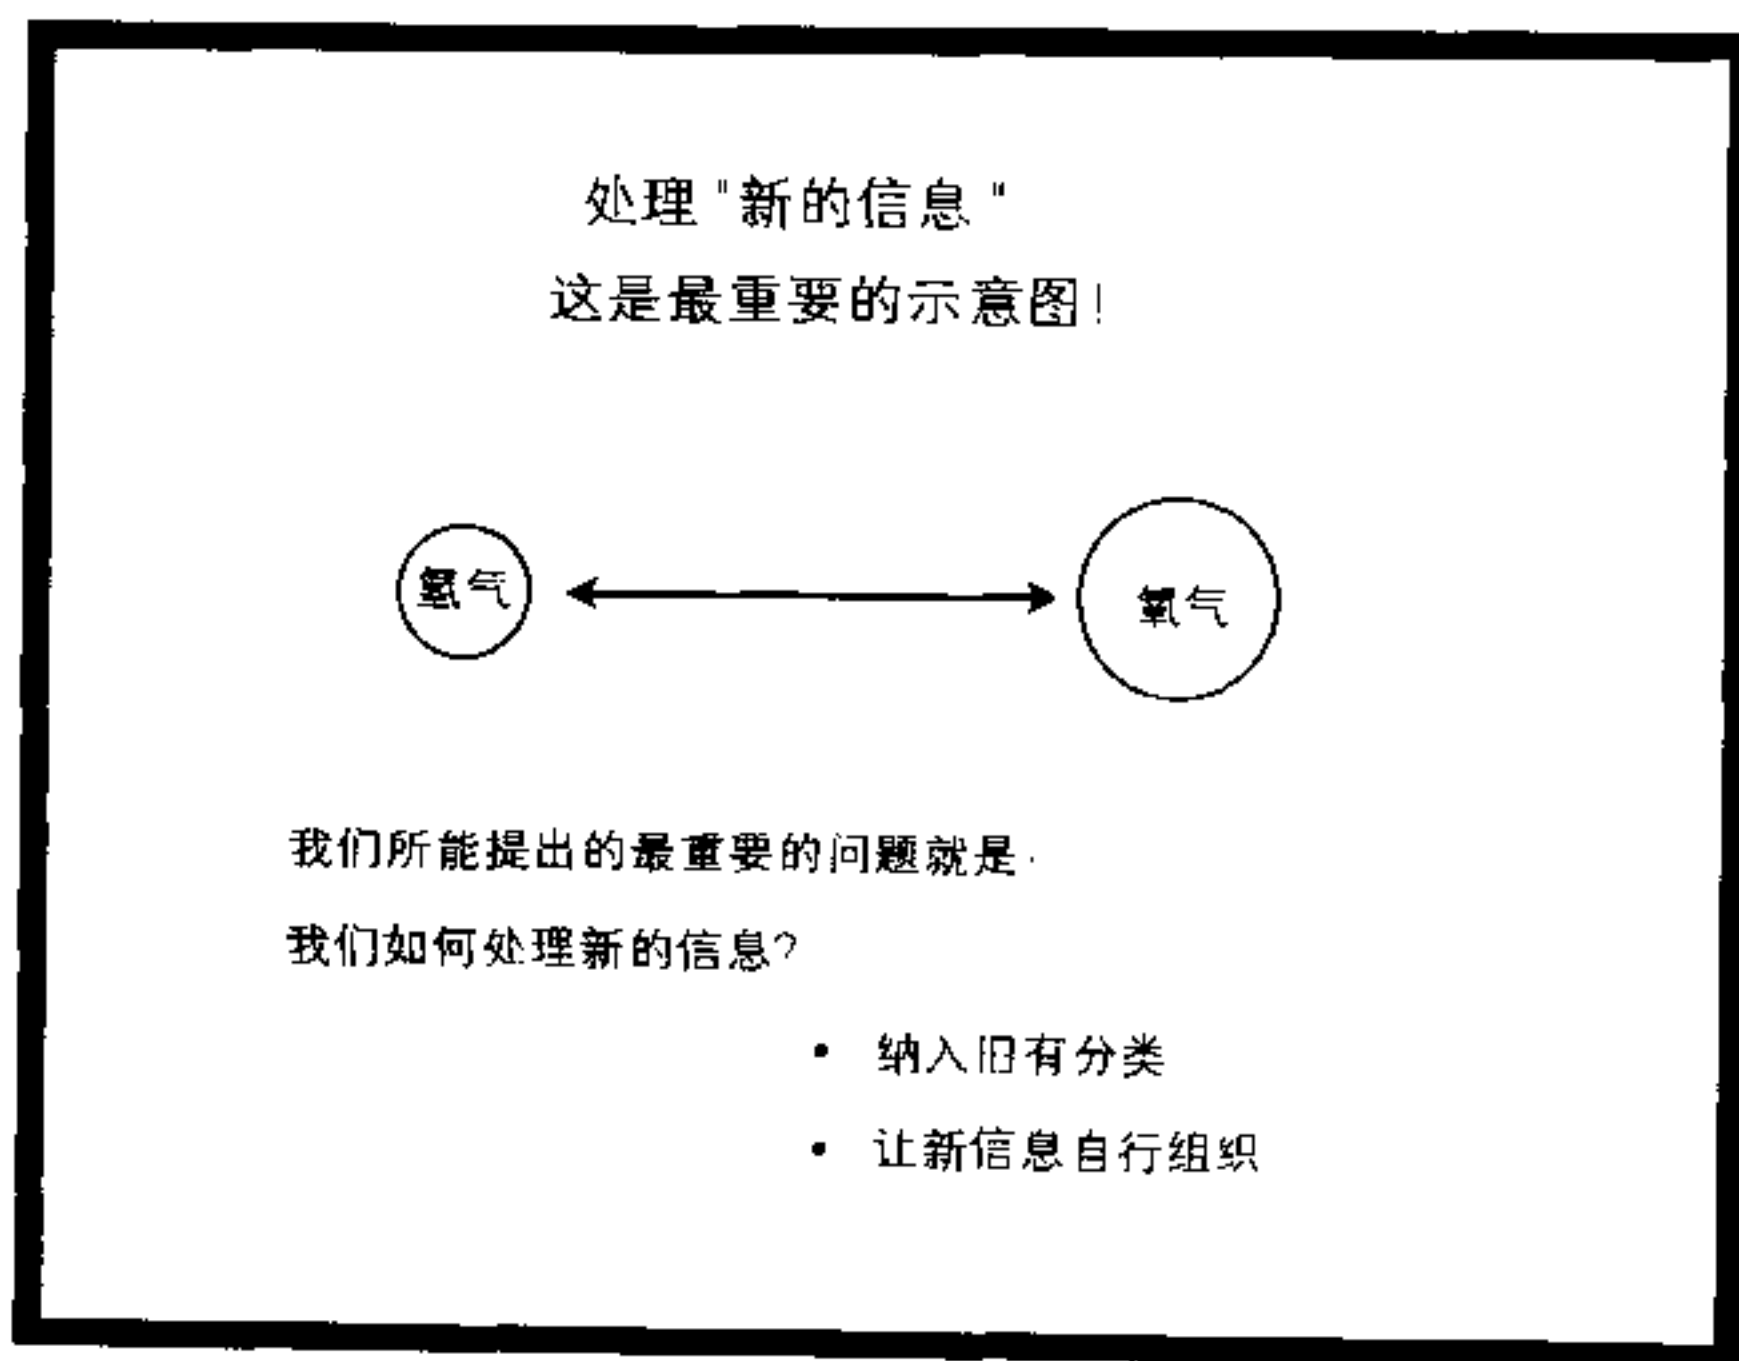 处理"新的信息"
这是最重要的示意图!
氢气
氧气
我们所能提出的最重要的问题就是·
我们如何处理新的信息?
• 纳入旧有分类
• 让新信息自行组织